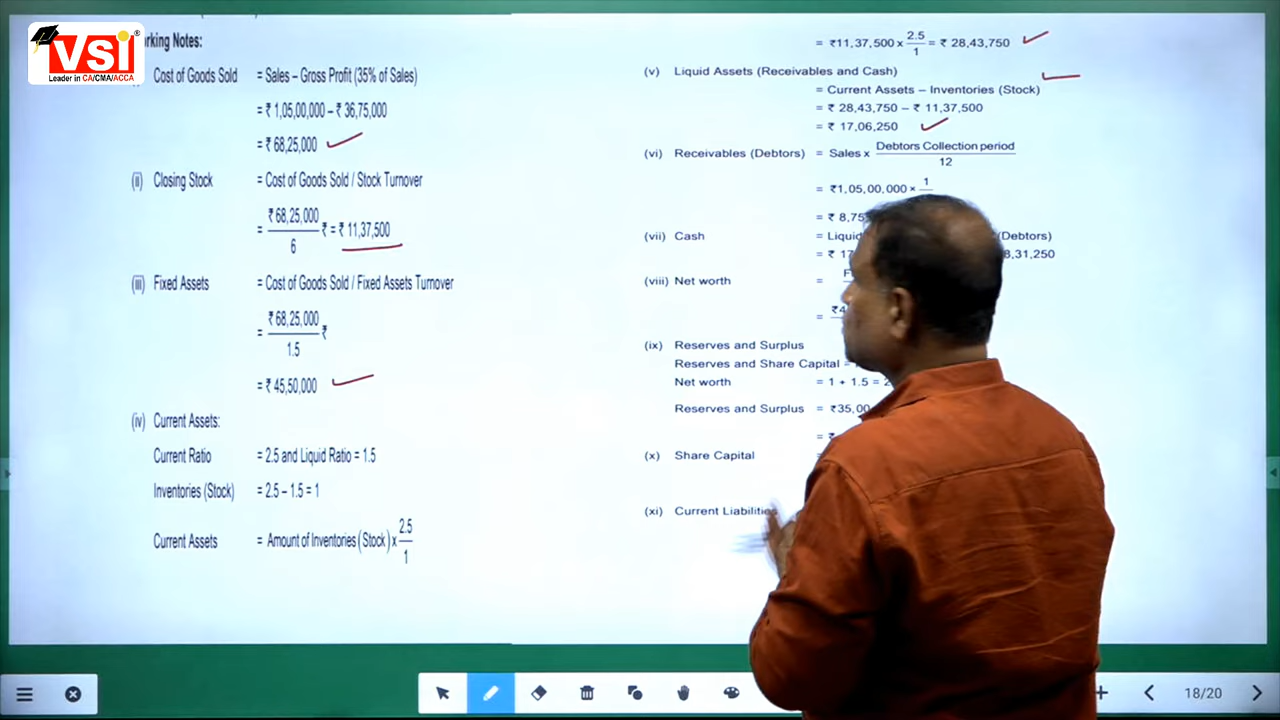 VSI
Leader in CA/CMA/ACCA
rking Notes:
Cost of Goods Sold = Sales – Gross Profit (35% of Sales)
= ₹ 1,05,00,000 – ₹ 36,75,000
= ₹ 68,25,000
(ii) Closing Stock = Cost of Goods Sold / Stock Turnover
= ₹ 68,25,000 / 6 ₹ = ₹ 11,37,500
(iii) Fixed Assets = Cost of Goods Sold / Fixed Assets Turnover
= ₹ 68,25,000 / 1.5 ₹
= ₹ 45,50,000
(iv) Current Assets:
Current Ratio = 2.5 and Liquid Ratio = 1.5
Inventories (Stock) = 2.5 – 1.5 = 1
Current Assets = Amount of Inventories (Stock) x 2.5 / 1
= ₹11,37,500 x 2.5 / 1 = ₹ 28,43,750
(v) Liquid Assets (Receivables and Cash)
= Current Assets – Inventories (Stock)
= ₹ 28,43,750 – ₹ 11,37,500
= ₹ 17,06,250
(vi) Receivables (Debtors) = Sales x Debtors Collection period / 12
= ₹1,05,00,000 × 1
= ₹ 8,75
(vii) Cash = Liquid (Debtors)
= ₹ 17 8,31,250
(viii) Net worth =
= ₹4
(ix) Reserves and Surplus
Reserves and Share Capital =
Net worth = 1 + 1.5 = 2
Reserves and Surplus = ₹35,00
= ₹
(x) Share Capital =
(xi) Current Liabilities
18/20